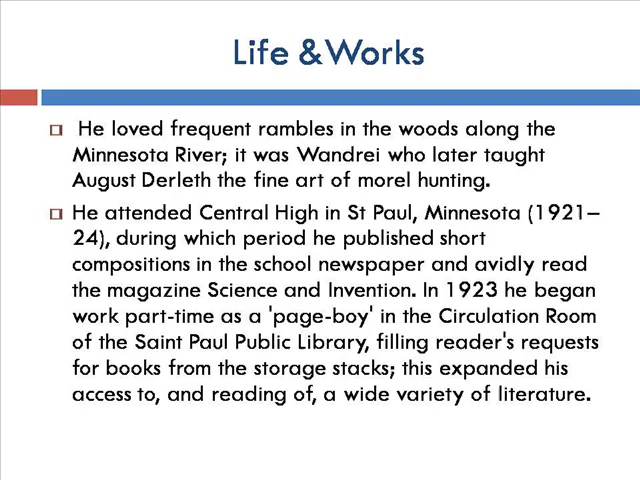 Life &Works
He loved frequent rambles in the woods along the
Minnesota River; it was Wandrei who later taught
August Derleth the fine art of morel hunting.
He attended Central High in St Paul, Minnesota (1921–
24), during which period he published short
compositions in the school newspaper and avidly read
the magazine Science and Invention. In 1923 he began
work part-time as a 'page-boy' in the Circulation Room
of the Saint Paul Public Library, filling reader's requests
for books from the storage stacks; this expanded his
access to, and reading of, a wide variety of literature.